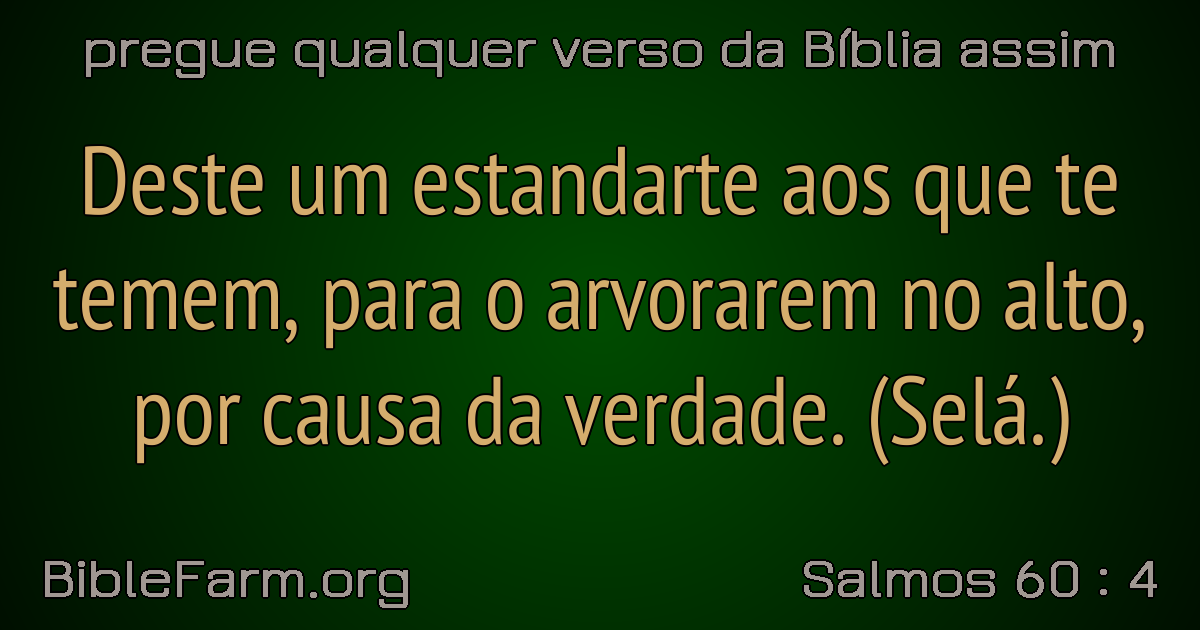 pregue qualquer verso da Bíblia assim
Deste um estandarte aos que te
temem, para o arvorarem no alto,
por causa da verdade. (Selá.)
BibleFarm.org
Salmos 60 : 4